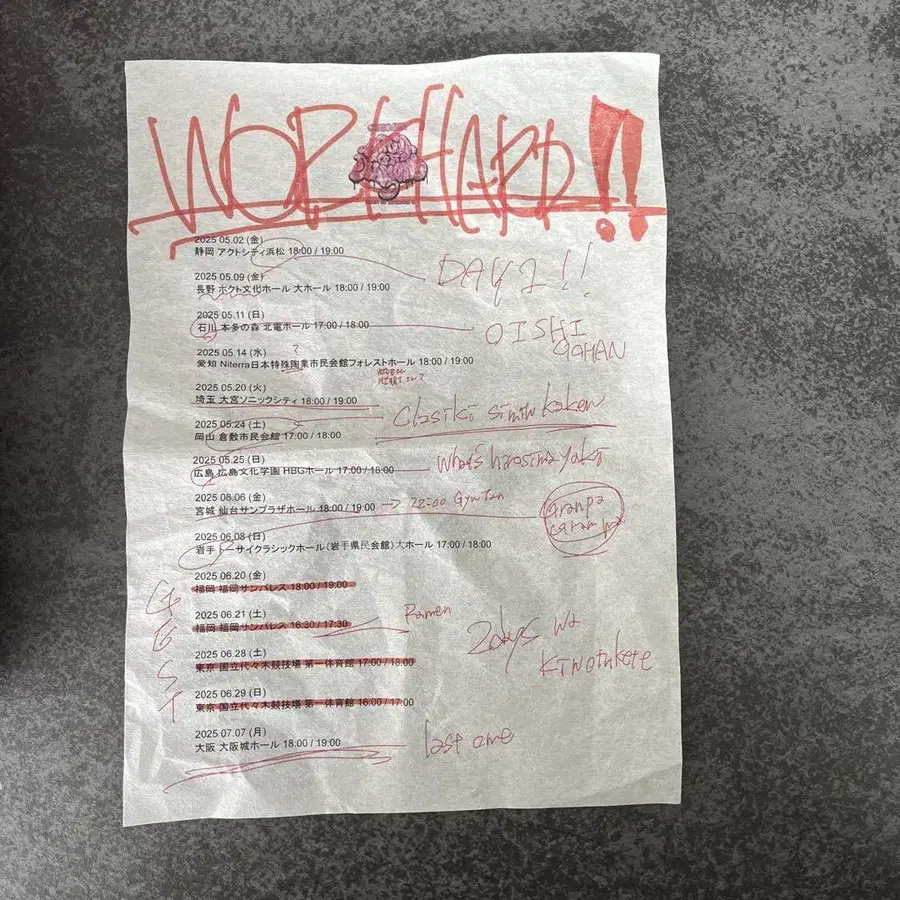 WORK HARD!!
2025 05.02 (金)
静岡 アクトシティ浜松 18:00 / 19:00
DAY 1!!
2025 05.09 (金)
長野 ホクト文化ホール 大ホール 18:00 / 19:00
2025 05.11 (日)
石川 本多の森 北電ホール 17:00 / 18:00
OISHI
GOHAN
2025 05.14 (水)
?
愛知 Niterra日本特殊陶業市民会館フォレストホール 18:00 / 19:00
2025 05.20 (火)
埼玉 大宮ソニックシティ 18:00 / 19:00
2025 05.24 (土)
岡山 倉敷市民会館 17:00 / 18:00
2025 05.25 (日)
広島 広島文化学園 HBGホール 17:00 / 18:00
2025 06.06 (金)
宮城 仙台サンプラザホール 18:00 / 19:00
→ 22:00 Gyu Tan
2025 06.08 (日)
岩手 トーサイクラシックホール（岩手県民会館）大ホール 17:00 / 18:00
2025 06.20 (金)
福岡 福岡サンパレス 18:00 / 19:00
2025 06.21 (土)
福岡 福岡サンパレス 16:30 / 17:30
Ramen
2025 06.28 (土)
東京 国立代々木競技場 第一体育館 17:00 / 18:00
2days wa
Kiwotukete
2025 06.29 (日)
東京 国立代々木競技場 第一体育館 16:00 / 17:00
2025 07.07 (月)
大阪 大阪城ホール 18:00 / 19:00
last one